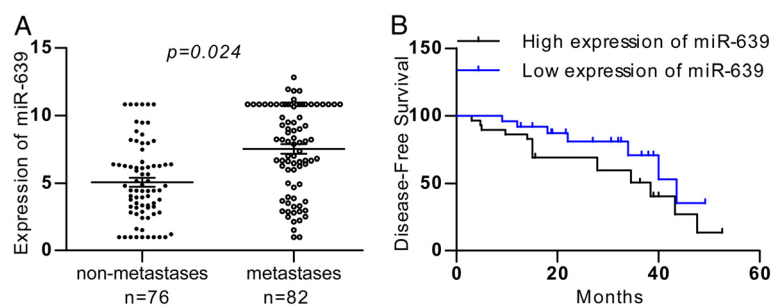 A
Expression of miR-639
15
10
5
0
p=0.024
non-metastases
n=76
metastases
n=82
B
Disease-Free Survival
150
100
50
0
High expression of miR-639
Low expression of miR-639
0
20
40
60
Months